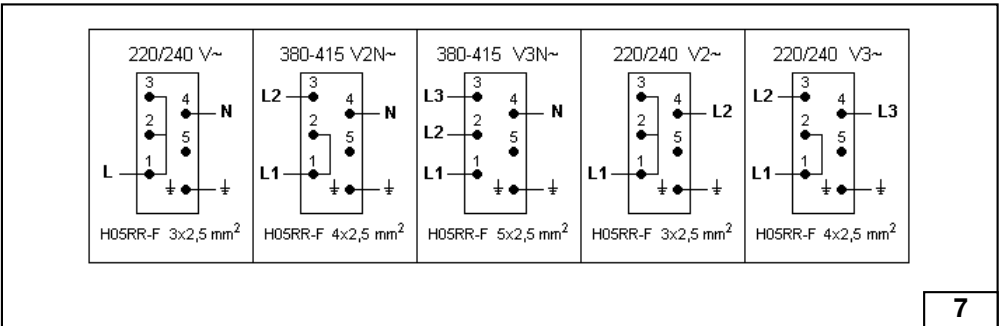 220/240 V~
3
4
N
2
5
L
1
H05RR-F 3x2,5 mm²
380-415 V2N~
3
L2
4
N
2
5
L1
1
H05RR-F 4x2,5 mm²
380-415 V3N~
L3
3
4
N
L2
2
5
L1
1
H05RR-F 5x2,5 mm²
220/240 V2~
3
4
L2
2
5
L1
1
H05RR-F 3x2,5 mm²
220/240 V3~
L2
3
4
L3
2
5
L1
1
H05RR-F 4x2,5 mm²
7